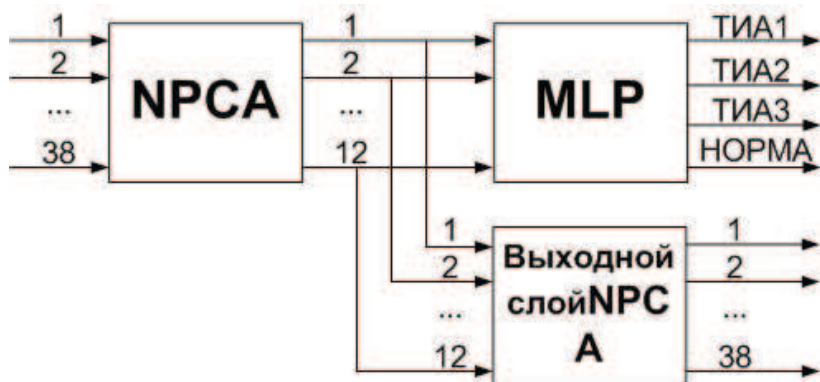 1 1 ТИА1
2 2 ТИА2
... NPCA ... MLP ТИА3
38 12 НОРМА
1 1
2 Выходной 2
... слойNPC ...
12 А 38